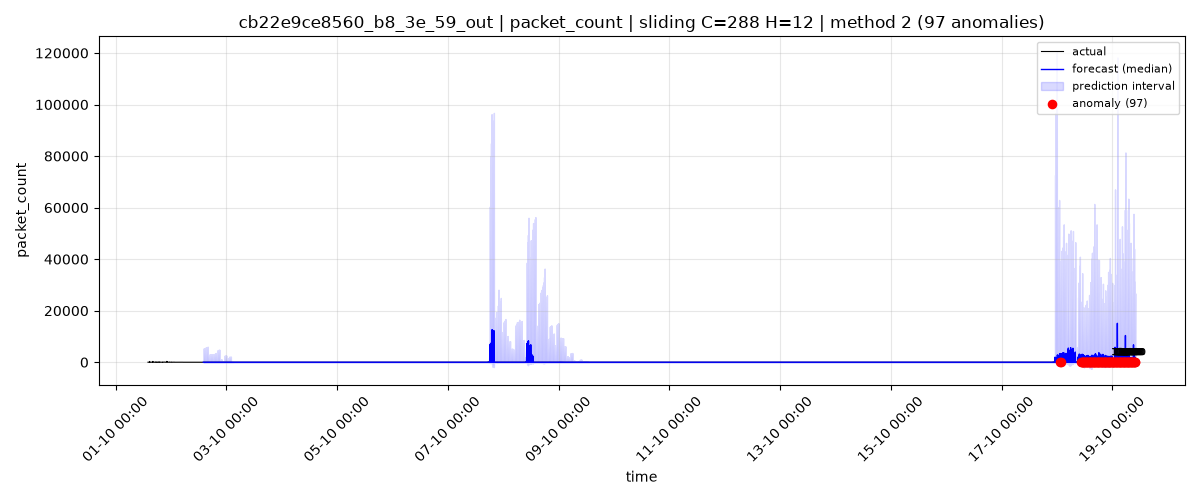 cb22e9ce8560_b8_3e_59_out | packet_count | sliding C=288 H=12 | method 2 (97 anomalies)
packet_count
120000
100000
80000
60000
40000
20000
0
actual
forecast (median)
prediction interval
anomaly (97)
01-10 00:00
03-10 00:00
05-10 00:00
07-10 00:00
09-10 00:00
11-10 00:00
13-10 00:00
15-10 00:00
17-10 00:00
19-10 00:00
time